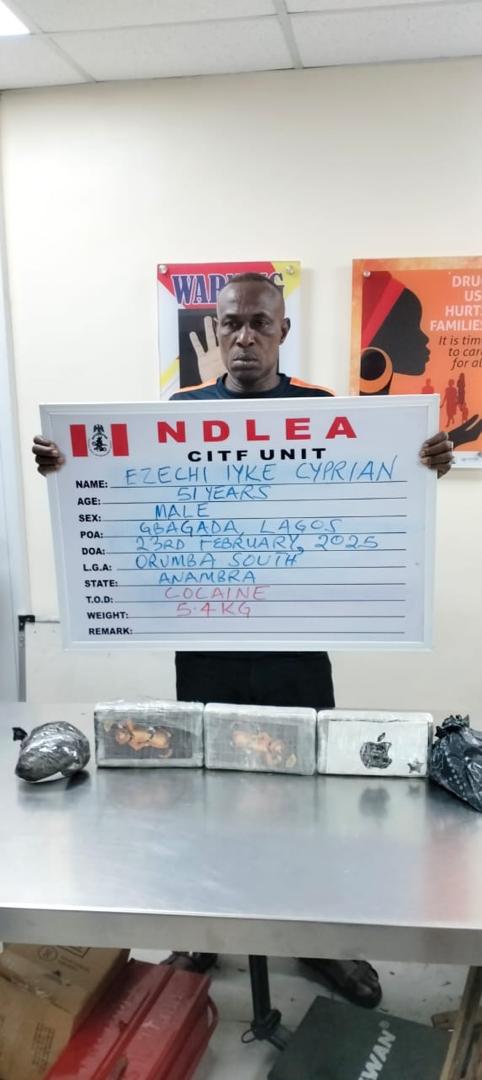 WARNING
DRUG
USE
HURTS
FAMILIES
It is time
to care
for all
NDLEA
CITF UNIT
NAME: EZECHI IYKE CYPRIAN
AGE: 51 YEARS
SEX: MALE
POA: GBAGADA, LAGOS
DOA: 23RD FEBRUARY, 2025
L.G.A: ORUMBA SOUTH
STATE: ANAMBRA
T.O.D: COCAINE
WEIGHT: 5.4KG
REMARK: